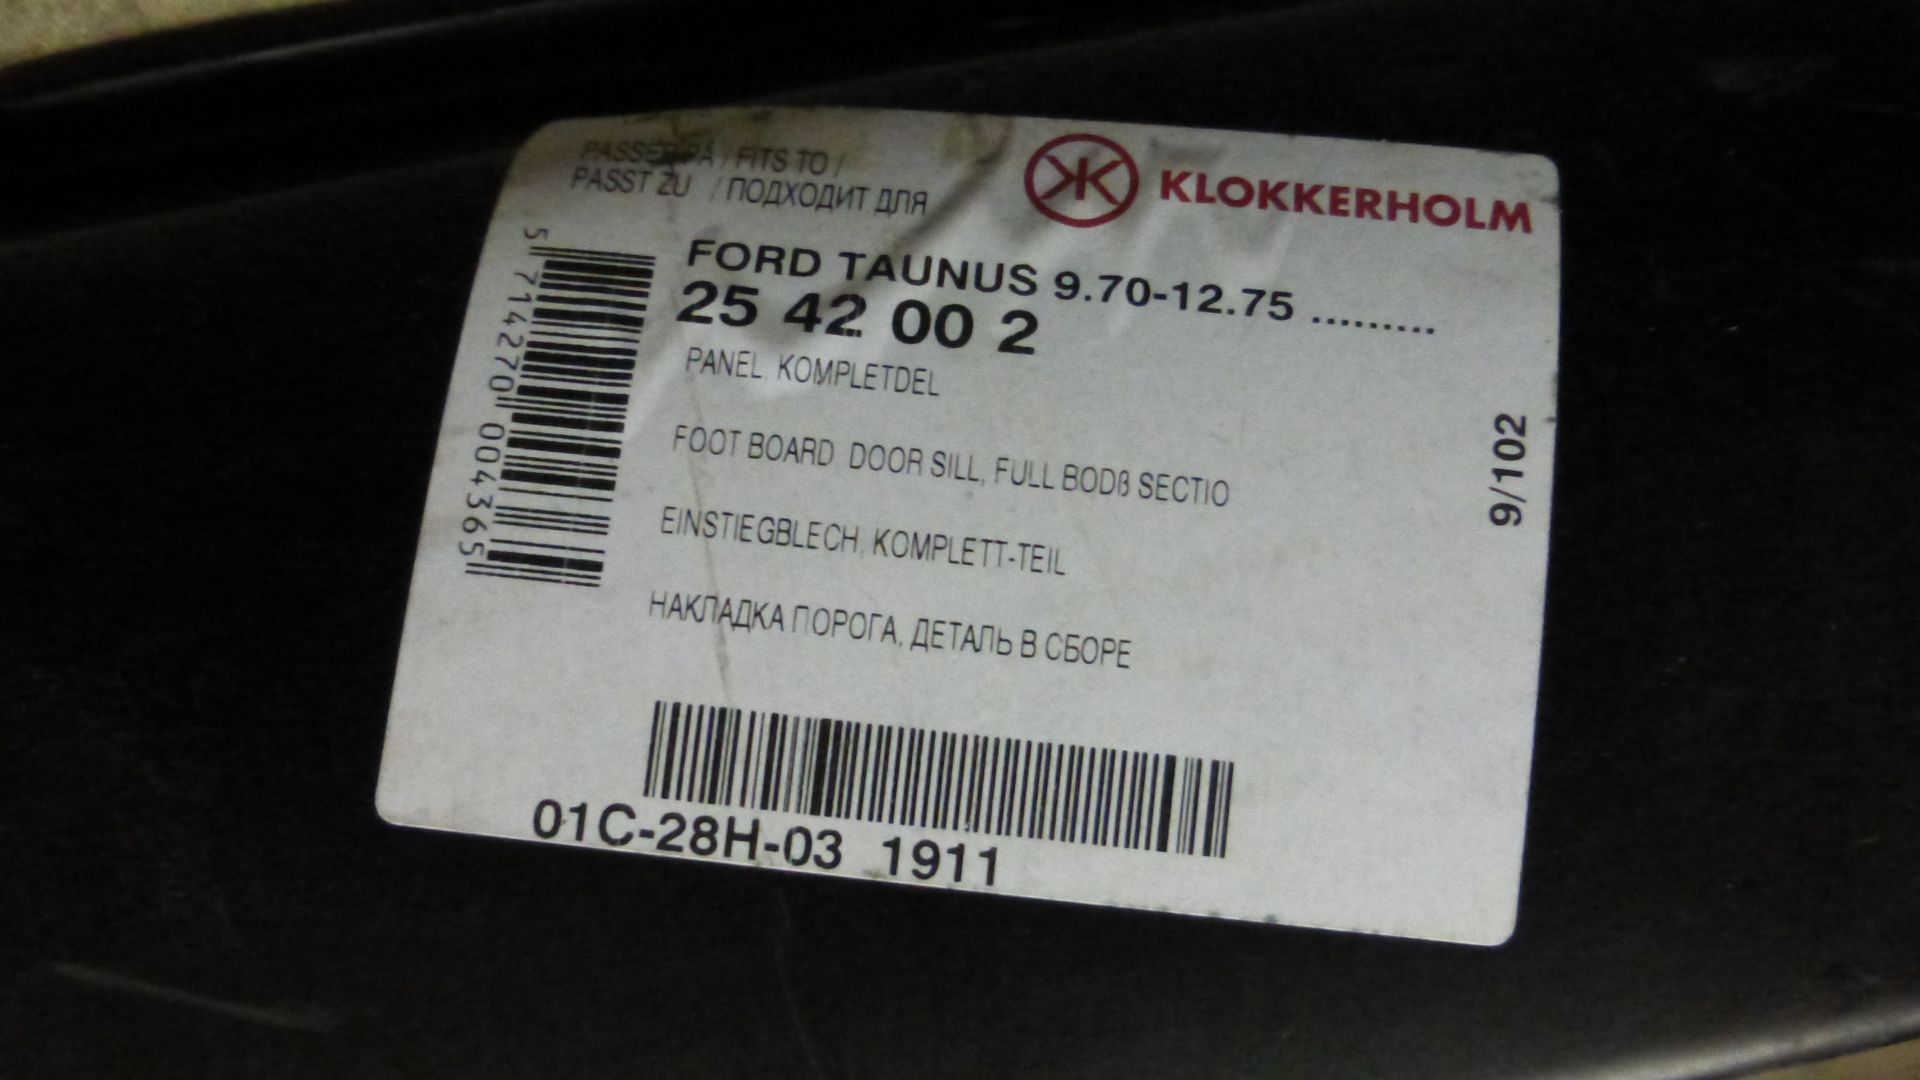 PASSER PÅ / FITS TO /
PASST ZU / ПОДХОДИТ ДЛЯ
KLOKKERHOLM
FORD TAUNUS 9.70-12.75 .........
25 42 00 2
PANEL, KOMPLETDEL
FOOT BOARD DOOR SILL, FULL BODß SECTIO
EINSTIEGBLECH, KOMPLETT-TEIL
НАКЛАДКА ПОРОГА, ДЕТАЛЬ В СБОРЕ
5 714270 004365
9/102
01C-28H-03 1911